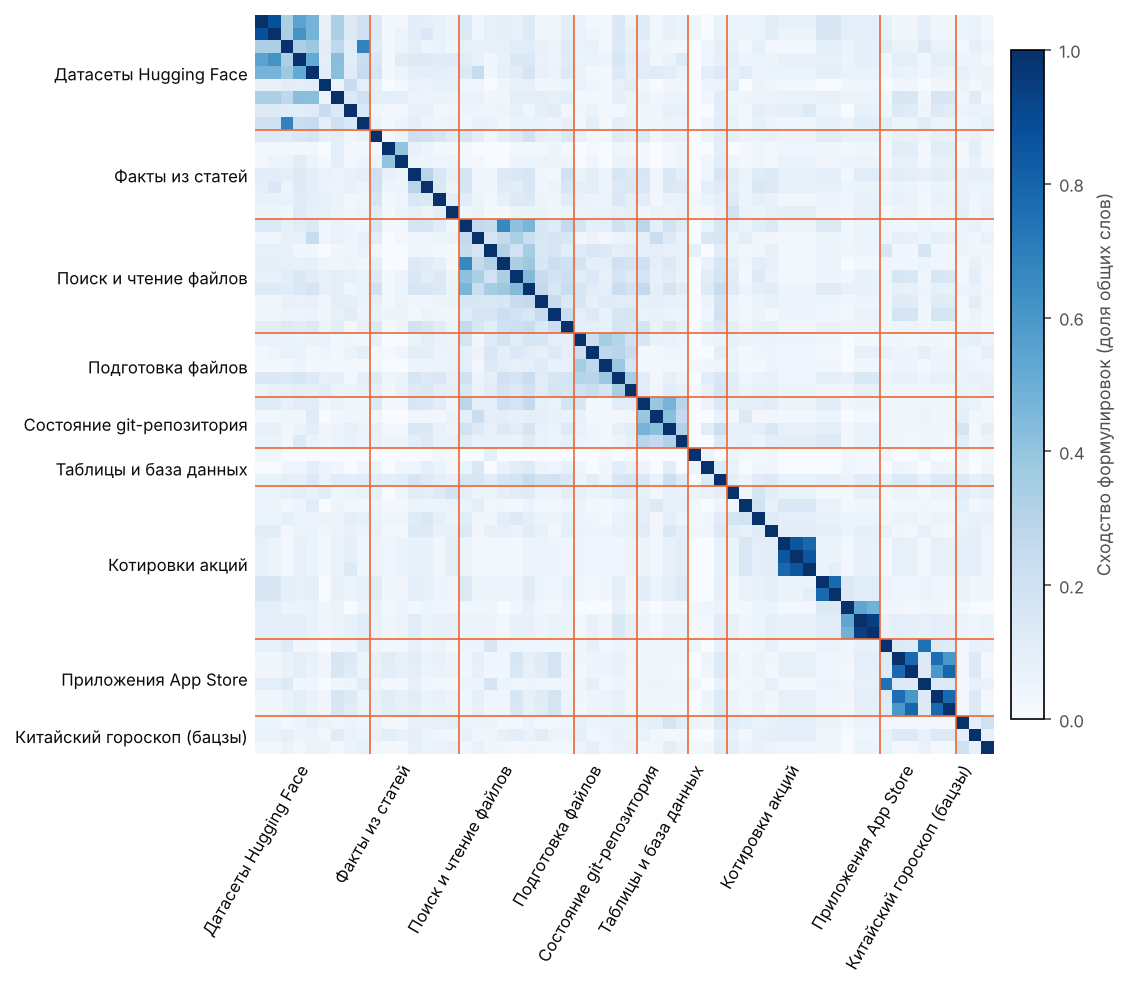 Датасеты Hugging Face
Факты из статей
Поиск и чтение файлов
Подготовка файлов
Состояние git-репозитория
Таблицы и база данных
Котировки акций
Приложения App Store
Китайский гороскоп (бацзы)
Датасеты Hugging Face
Факты из статей
Поиск и чтение файлов
Подготовка файлов
Состояние git-репозитория
Таблицы и база данных
Котировки акций
Приложения App Store
Китайский гороскоп (бацзы)
1.0
0.8
0.6
0.4
0.2
0.0
Сходство формулировок (доля общих слов)